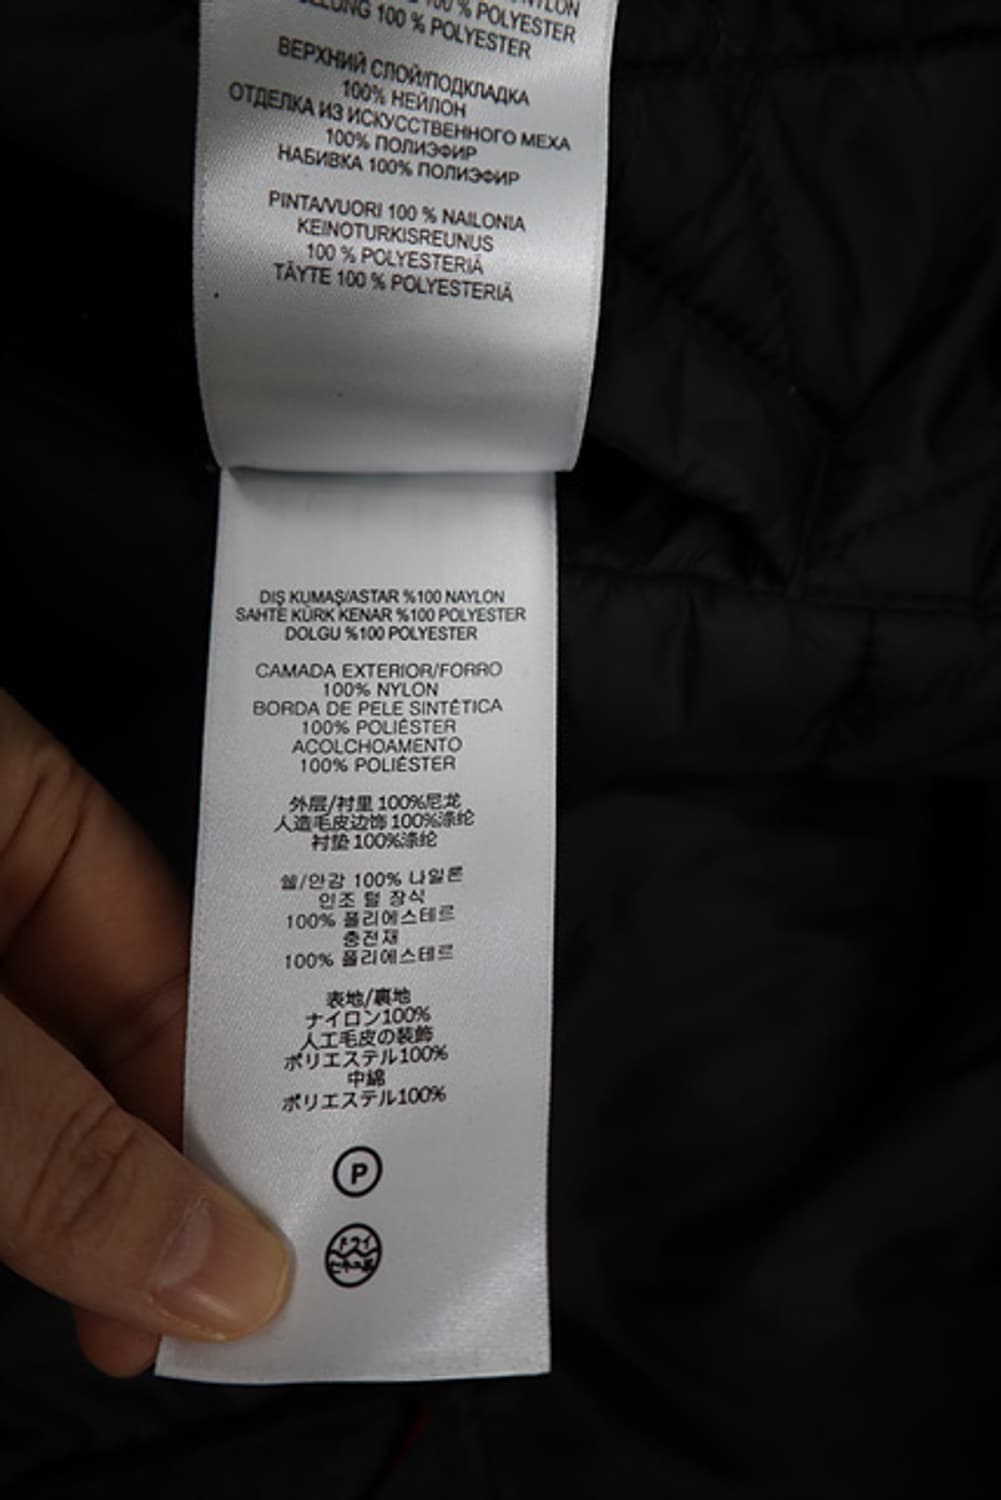 NYLON
100 % POLYESTER
100 % POLYESTER
ВЕРХНИЙ СЛОЙ/ПОДКЛАДКА
100% НЕЙЛОН
ОТДЕЛКА ИЗ ИСКУССТВЕННОГО МЕХА
100% ПОЛИЭФИР
НАБИВКА 100% ПОЛИЭФИР
PINTA/VUORI 100 % NAILONIA
KEINOTURKISREUNUS
100 % POLYESTERIÄ
TÄYTE 100 % POLYESTERIÄ
DIŞ KUMAŞ/ASTAR %100 NAYLON
SAHTE KÜRK KENAR %100 POLYESTER
DOLGU %100 POLYESTER
CAMADA EXTERIOR/FORRO
100% NYLON
BORDA DE PELE SINTÉTICA
100% POLIÉSTER
ACOLCHOAMENTO
100% POLIÉSTER
外层/衬里 100%尼龙
人造毛皮边饰 100%涤纶
衬垫 100%涤纶
쉘/안감 100% 나일론
인조 털 장식
100% 폴리에스테르
충전재
100% 폴리에스테르
表地/裏地
ナイロン100%
人工毛皮の装飾
ポリエステル100%
中綿
ポリエステル100%
P
ドライ